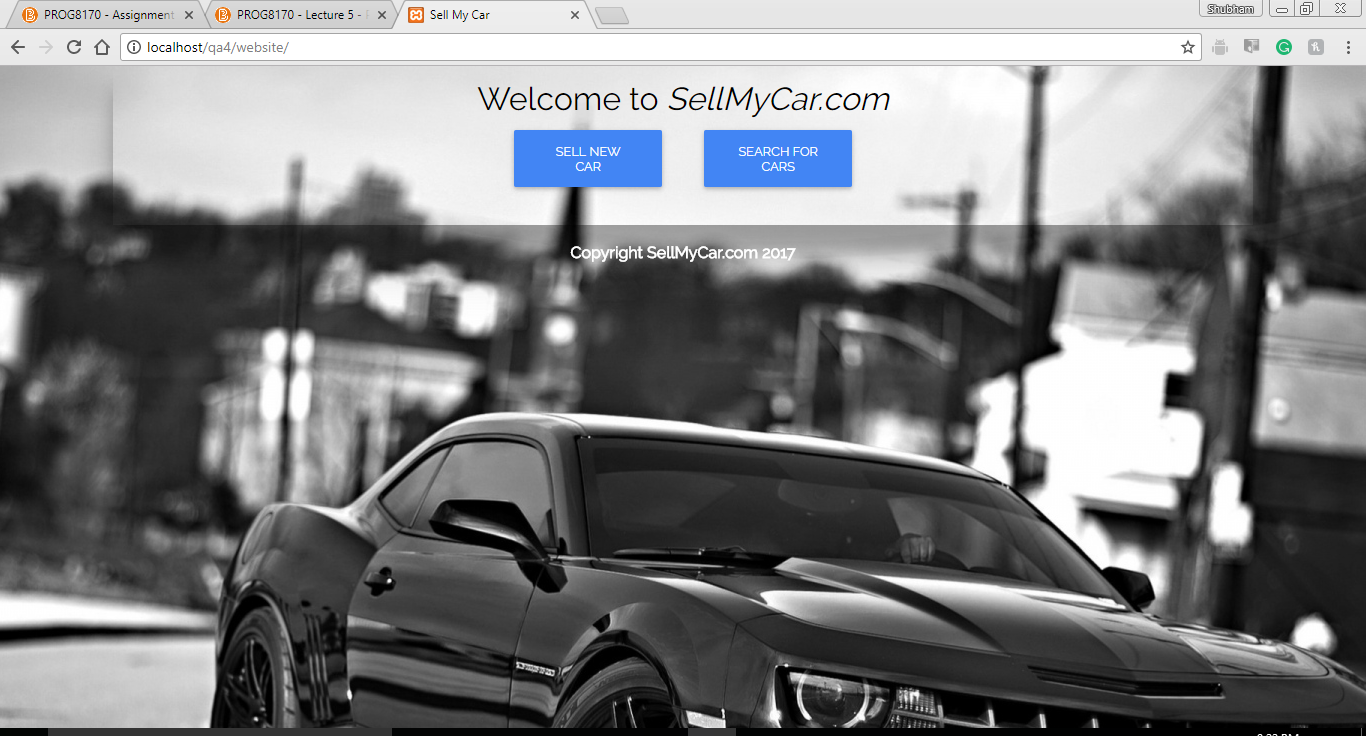 PROG8170 - Assignment
PROG8170 - Lecture 5 -
Sell My Car
Shubham
localhost/qa4/website/
Welcome to SellMyCar.com
SELL NEW
CAR
SEARCH FOR
CARS
Copyright SellMyCar.com 2017